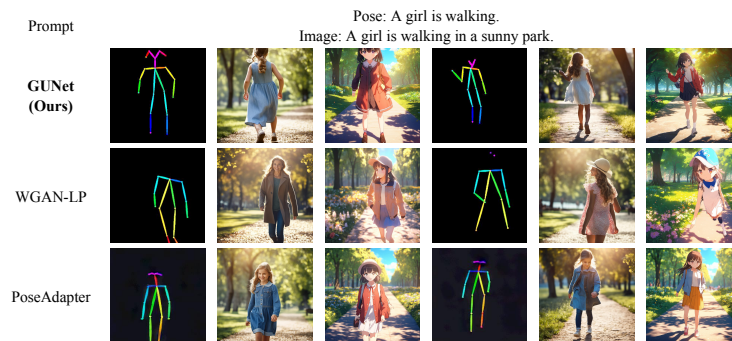 Prompt
Pose: A girl is walking.
Image: A girl is walking in a sunny park.
GUNet
(Ours)
WGAN-LP
PoseAdapter